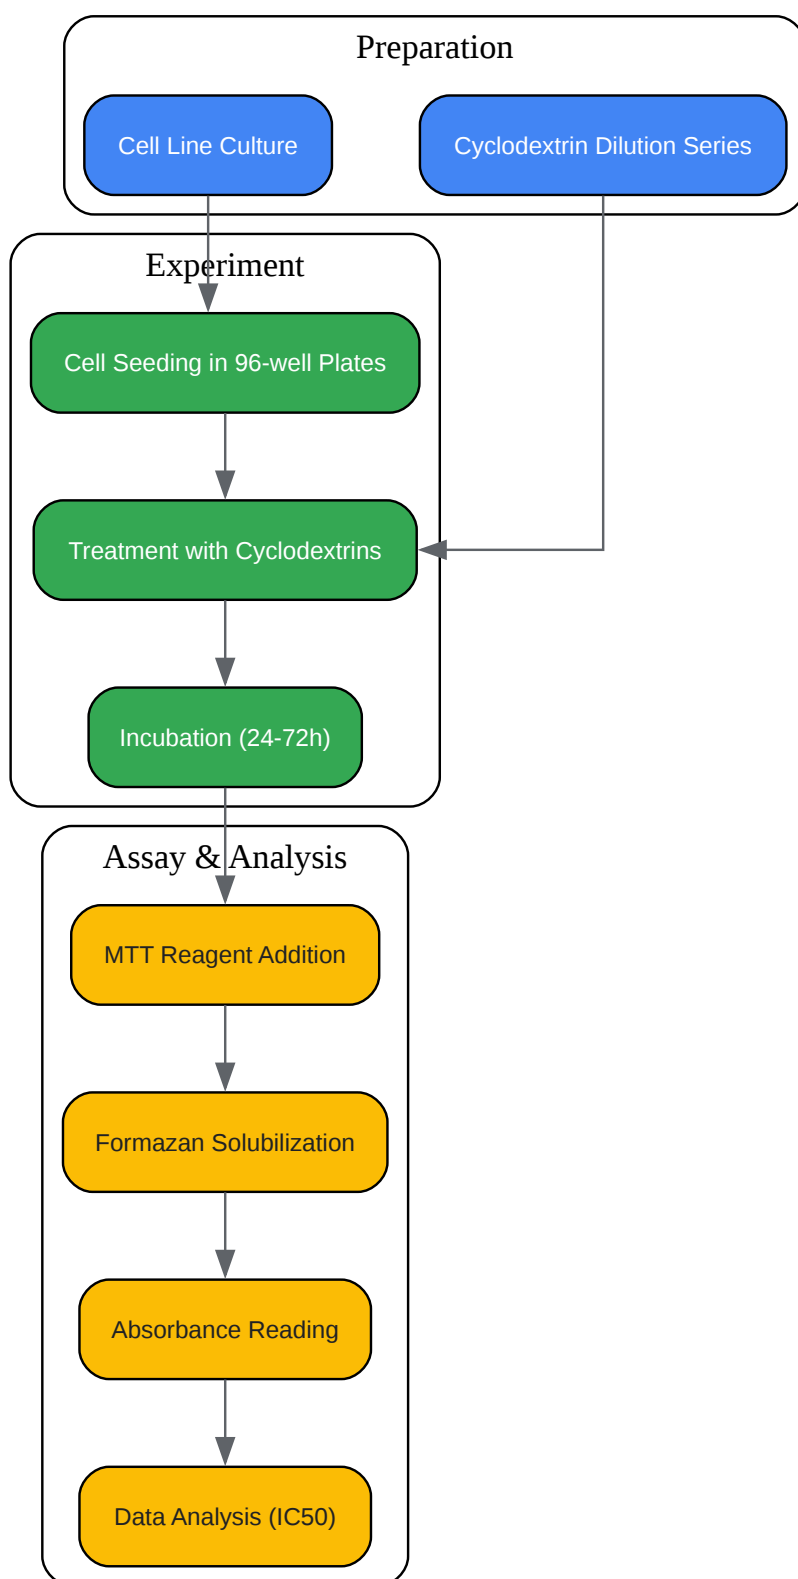 Preparation
Cell Line Culture
Cyclodextrin Dilution Series
Experiment
Cell Seeding in 96-well Plates
Treatment with Cyclodextrins
Incubation (24-72h)
Assay & Analysis
MTT Reagent Addition
Formazan Solubilization
Absorbance Reading
Data Analysis (IC50)